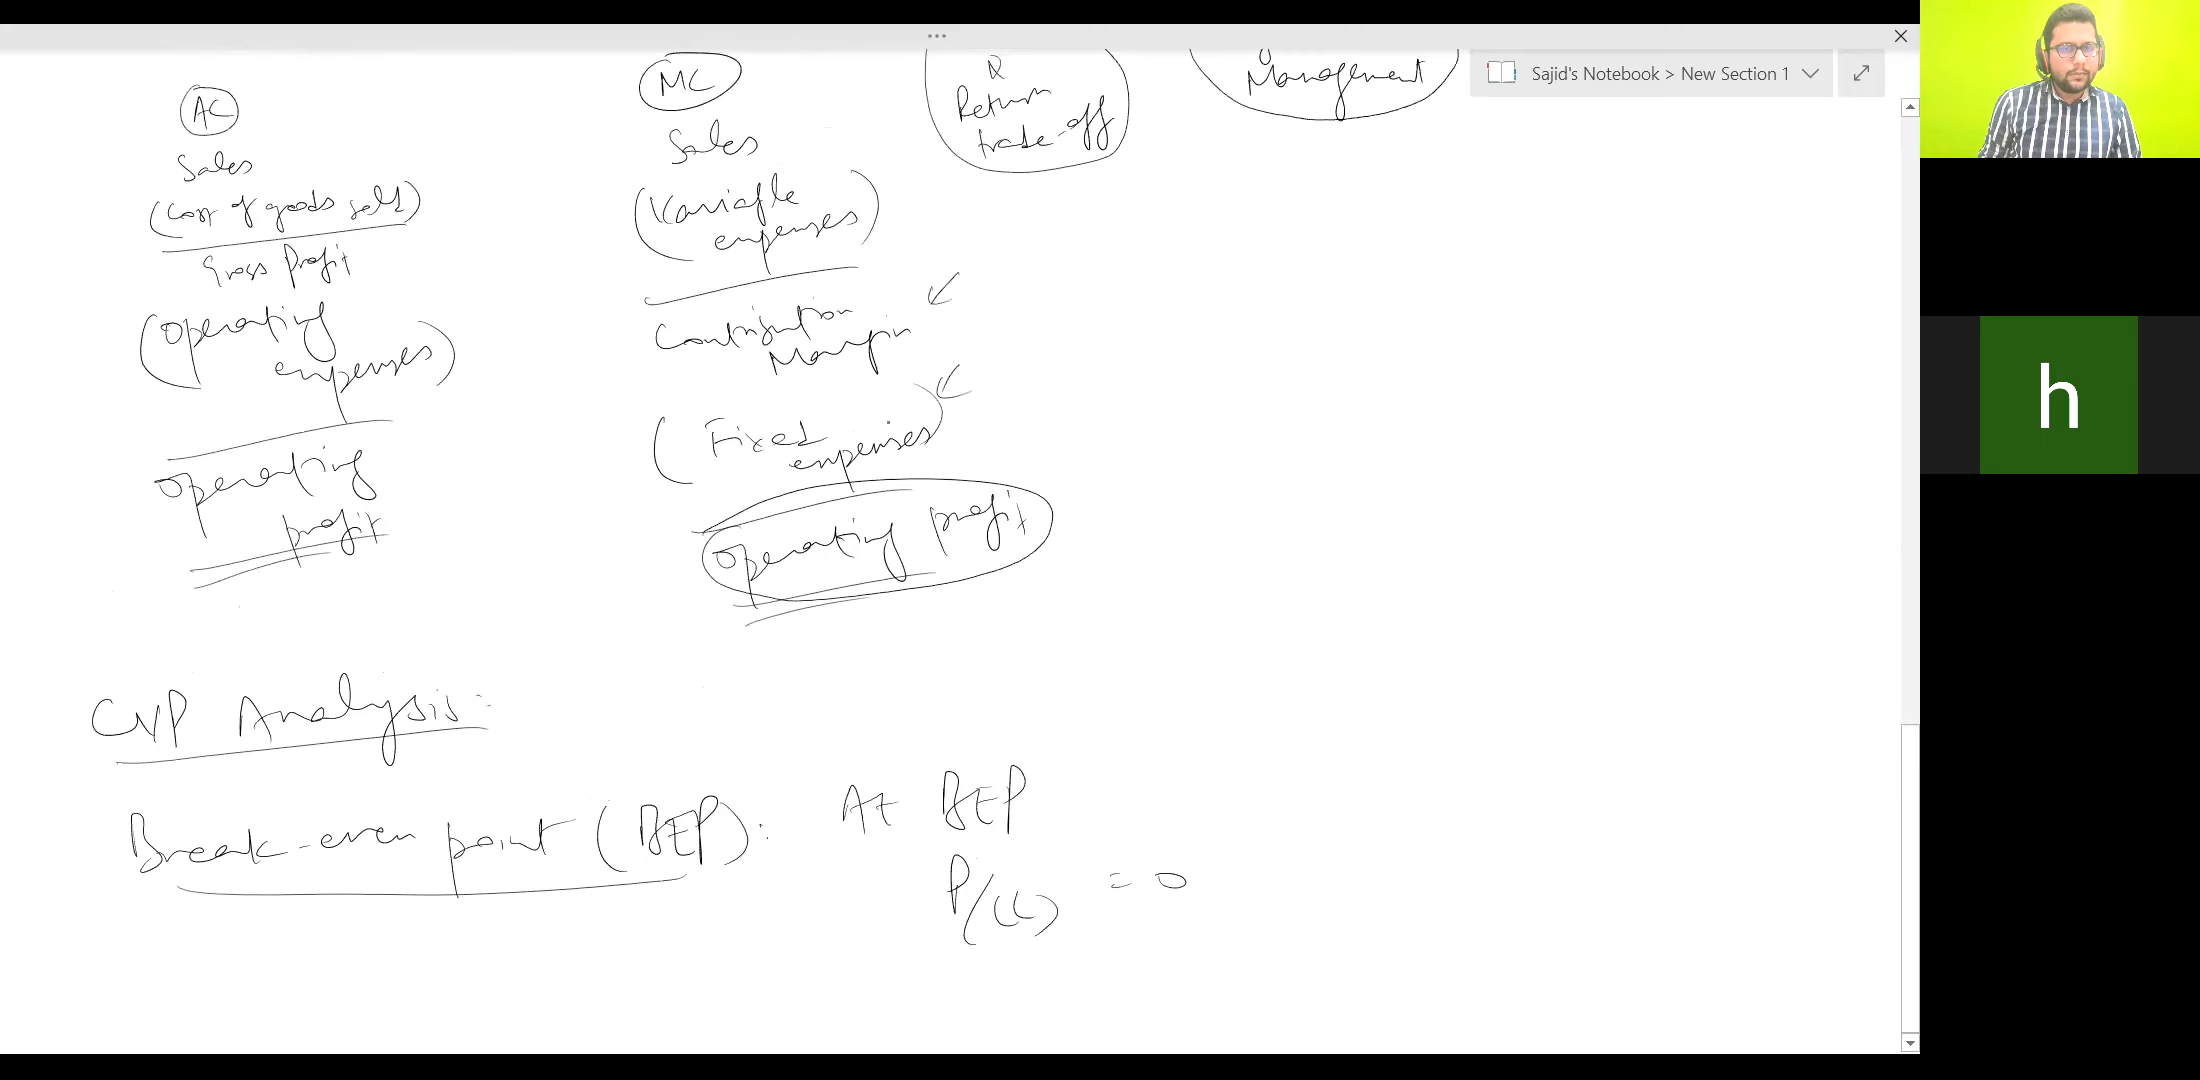 ...
Sajid's Notebook > New Section 1
AC
Sales
(Cost of goods sold)
Gross Profit
(Operating
expenses)
Operating
profit
MC
Sales
(Variable
expenses)
Contribution
Margin
(Fixed
expenses)
Operating profit
&
Return
trade-off
Management
CVP Analysis:
Break-even point (BEP): At BEP
P/(L) = 0
h